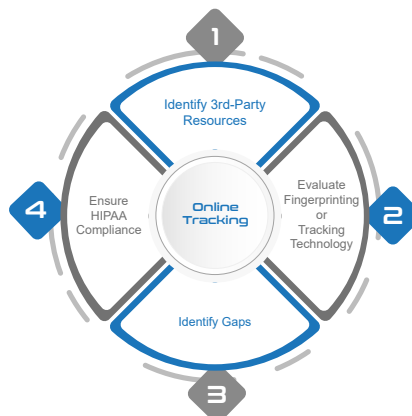 1
Identify 3rd-Party
Resources
2
Evaluate
Fingerprinting
or
Tracking
Technology
3
Identify Gaps
4
Ensure
HIPAA
Compliance
Online
Tracking